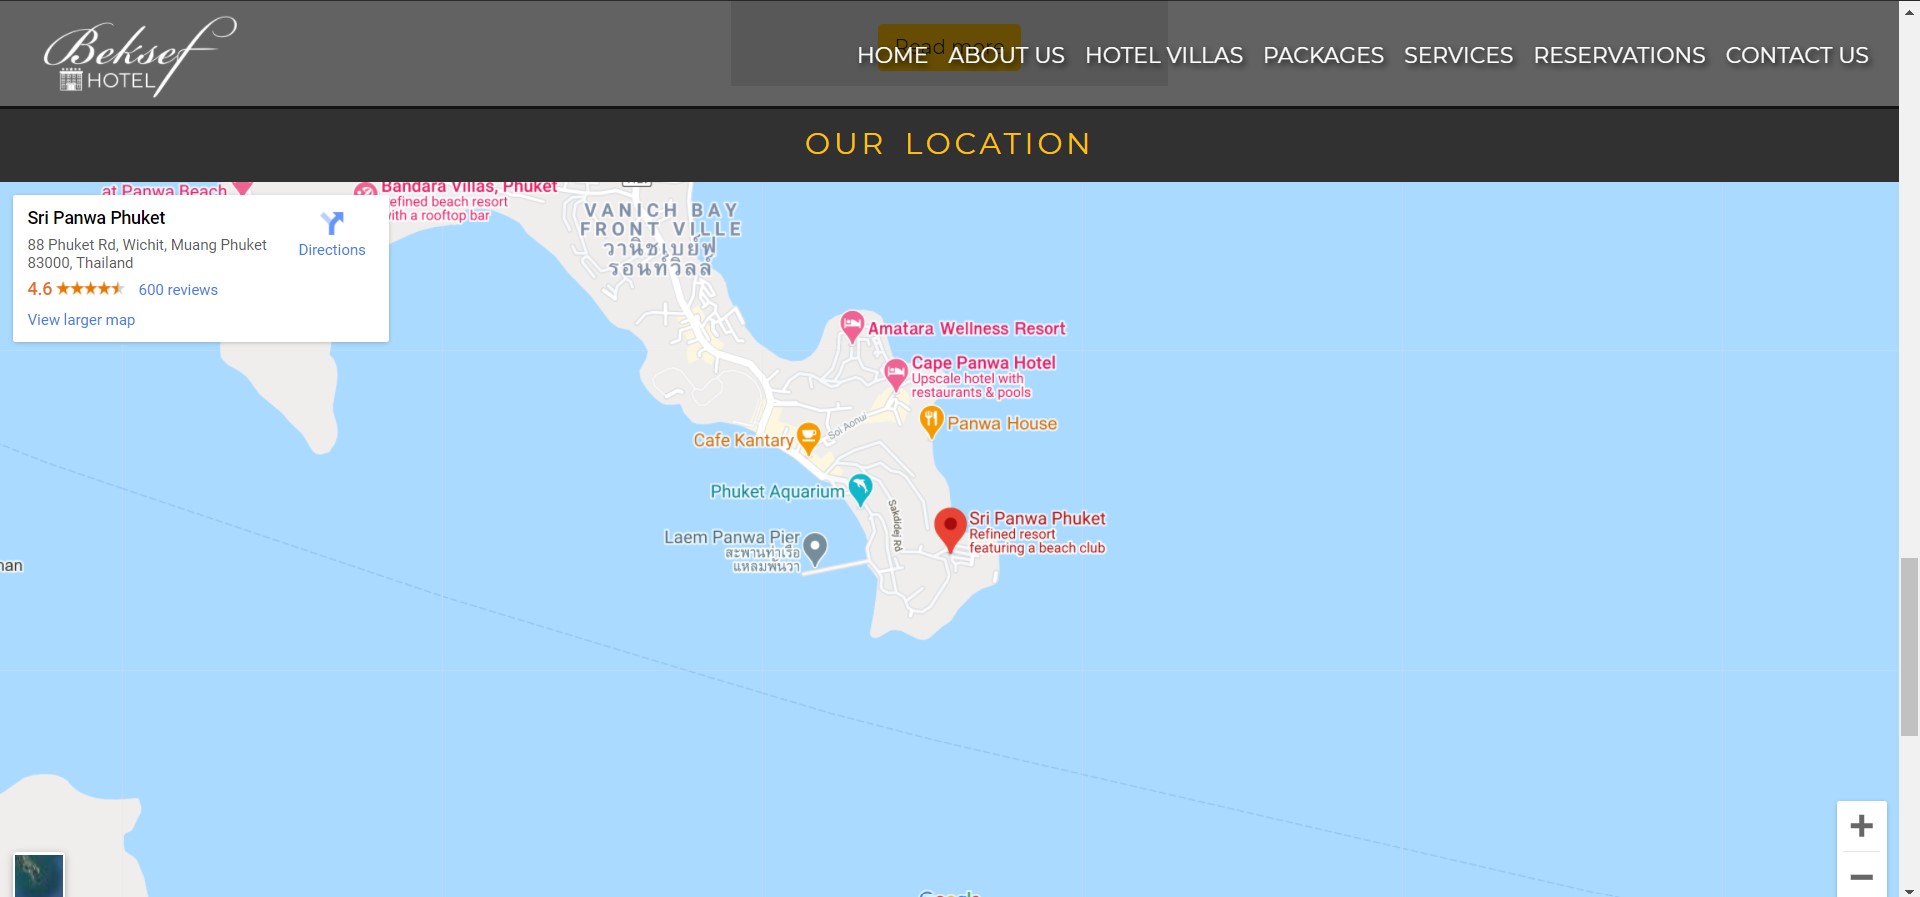 Beksef
HOTEL
Read more
HOME ABOUT US HOTEL VILLAS PACKAGES SERVICES RESERVATIONS CONTACT US
OUR LOCATION
at Panwa Beach
Bandara Villas, Phuket
efined beach resort
with a rooftop bar
Sri Panwa Phuket
88 Phuket Rd, Wichit, Muang Phuket
83000, Thailand
4.6
600 reviews
View larger map
Directions
VANICH BAY
FRONT VILLE
วานิชเบย์ฟ
รอนท์วิลล์
Amatara Wellness Resort
Cape Panwa Hotel
Upscale hotel with
restaurants & pools
Panwa House
Soi Aonui
Cafe Kantary
Phuket Aquarium
Sakdidej Rd
Sri Panwa Phuket
Refined resort
featuring a beach club
Laem Panwa Pier
สะพานท่าเรือ
แหลมพันวา
nan